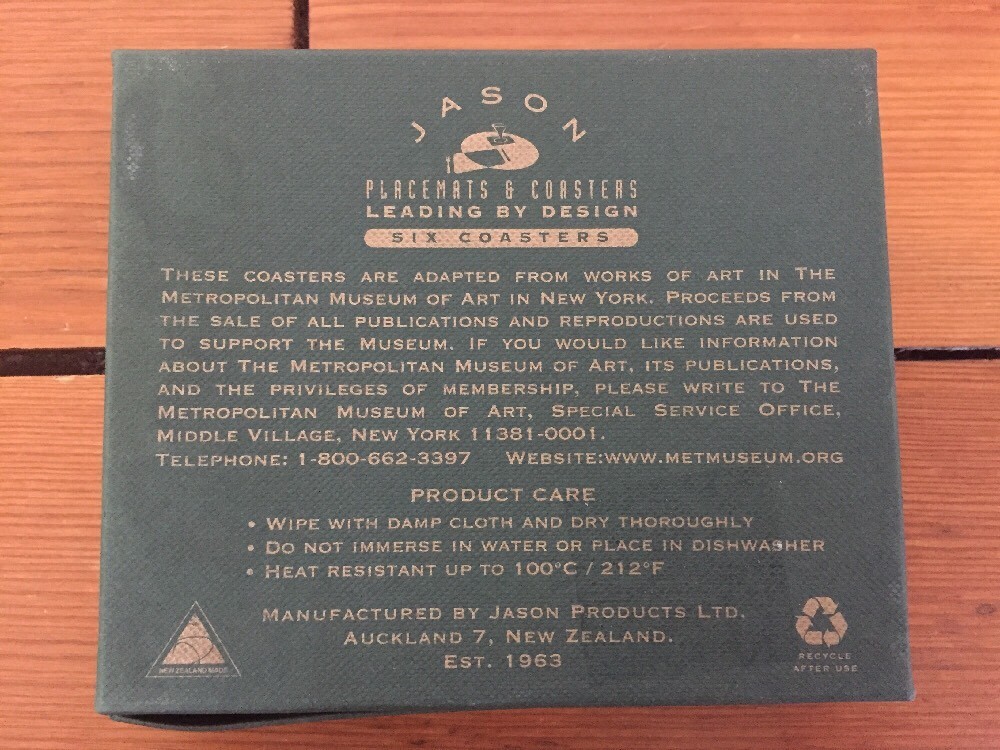 JASON
PLACEMATS & COASTERS
LEADING BY DESIGN
SIX COASTERS
THESE COASTERS ARE ADAPTED FROM WORKS OF ART IN THE
METROPOLITAN MUSEUM OF ART IN NEW YORK. PROCEEDS FROM
THE SALE OF ALL PUBLICATIONS AND REPRODUCTIONS ARE USED
TO SUPPORT THE MUSEUM. IF YOU WOULD LIKE INFORMATION
ABOUT THE METROPOLITAN MUSEUM OF ART, ITS PUBLICATIONS,
AND THE PRIVILEGES OF MEMBERSHIP, PLEASE WRITE TO THE
METROPOLITAN MUSEUM OF ART, SPECIAL SERVICE OFFICE,
MIDDLE VILLAGE, NEW YORK 11381-0001.
TELEPHONE: 1-800-662-3397 WEBSITE:WWW.METMUSEUM.ORG
PRODUCT CARE
• WIPE WITH DAMP CLOTH AND DRY THOROUGHLY
• DO NOT IMMERSE IN WATER OR PLACE IN DISHWASHER
• HEAT RESISTANT UP TO 100°C / 212°F
MANUFACTURED BY JASON PRODUCTS LTD.
AUCKLAND 7, NEW ZEALAND.
EST. 1963
NEW ZEALAND MADE
RECYCLE
AFTER USE